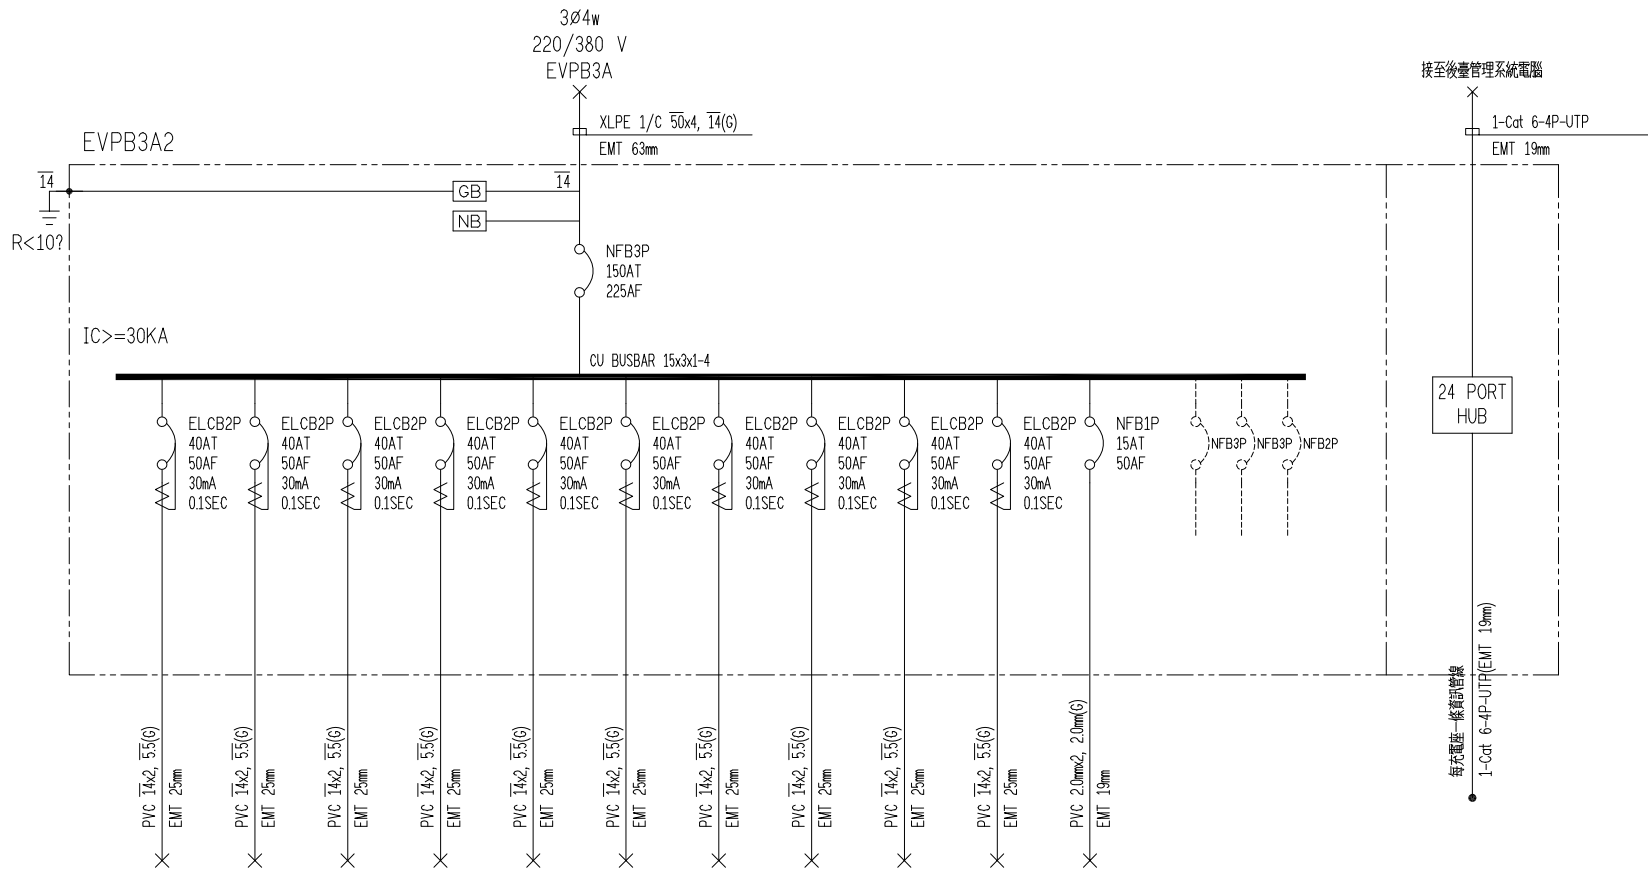 3Ø4w
220/380 V
EVPB3A
接至後臺管理系統電腦
XLPE 1/C 50x4, 14(G)
EMT 63mm
1-Cat 6-4P-UTP
EMT 19mm
EVPB3A2
14
GB
14
NB
R<10?
NFB3P
150AT
225AF
IC>=30KA
CU BUSBAR 15x3x1-4
24 PORT
HUB
ELCB2P
40AT
50AF
30mA
0.1SEC
ELCB2P
40AT
50AF
30mA
0.1SEC
ELCB2P
40AT
50AF
30mA
0.1SEC
ELCB2P
40AT
50AF
30mA
0.1SEC
ELCB2P
40AT
50AF
30mA
0.1SEC
ELCB2P
40AT
50AF
30mA
0.1SEC
ELCB2P
40AT
50AF
30mA
0.1SEC
ELCB2P
40AT
50AF
30mA
0.1SEC
ELCB2P
40AT
50AF
30mA
0.1SEC
ELCB2P
40AT
50AF
30mA
0.1SEC
NFB1P
15AT
50AF
NFB3P
NFB3P
NFB2P
PVC 14x2, 5.5(G)
EMT 25mm
PVC 14x2, 5.5(G)
EMT 25mm
PVC 14x2, 5.5(G)
EMT 25mm
PVC 14x2, 5.5(G)
EMT 25mm
PVC 14x2, 5.5(G)
EMT 25mm
PVC 14x2, 5.5(G)
EMT 25mm
PVC 14x2, 5.5(G)
EMT 25mm
PVC 14x2, 5.5(G)
EMT 25mm
PVC 14x2, 5.5(G)
EMT 25mm
PVC 14x2, 5.5(G)
EMT 25mm
PVC 2.0mmx2, 2.0mm(G)
EMT 19mm
每充電座一條資訊管線
1-Cat 6-4P-UTP(EMT 19mm)